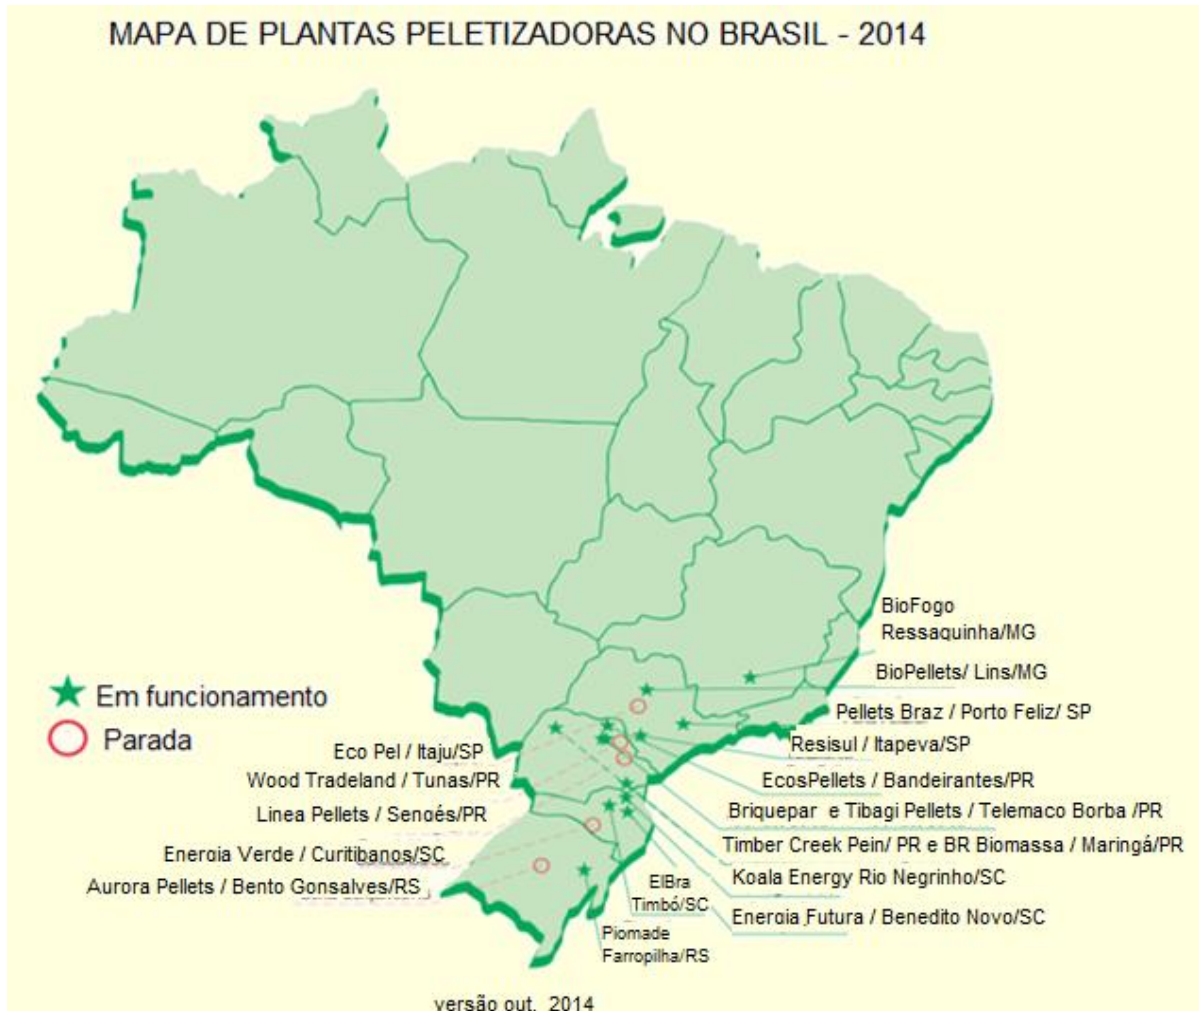 MAPA DE PLANTAS PELETIZADORAS NO BRASIL - 2014
BioFogo
Ressaquinha/MG
BioPellets/ Lins/MG
Pellets Braz / Porto Feliz/ SP
Resisul / Itapeva/SP
EcosPellets / Bandeirantes/PR
Briquepar e Tibagi Pellets / Telemaco Borba /PR
Timber Creek Pein/ PR e BR Biomassa / Maringá/PR
Koala Energy Rio Negrinho/SC
Energia Futura / Benedito Novo/SC
ElBra
Timbó/SC
Piomade
Farropilha/RS
Em funcionamento
Parada
Eco Pel / Itaju/SP
Wood Tradeland / Tunas/PR
Linea Pellets / Sengés/PR
Energia Verde / Curitibanos/SC
Aurora Pellets / Bento Gonsalves/RS
versão out. 2014